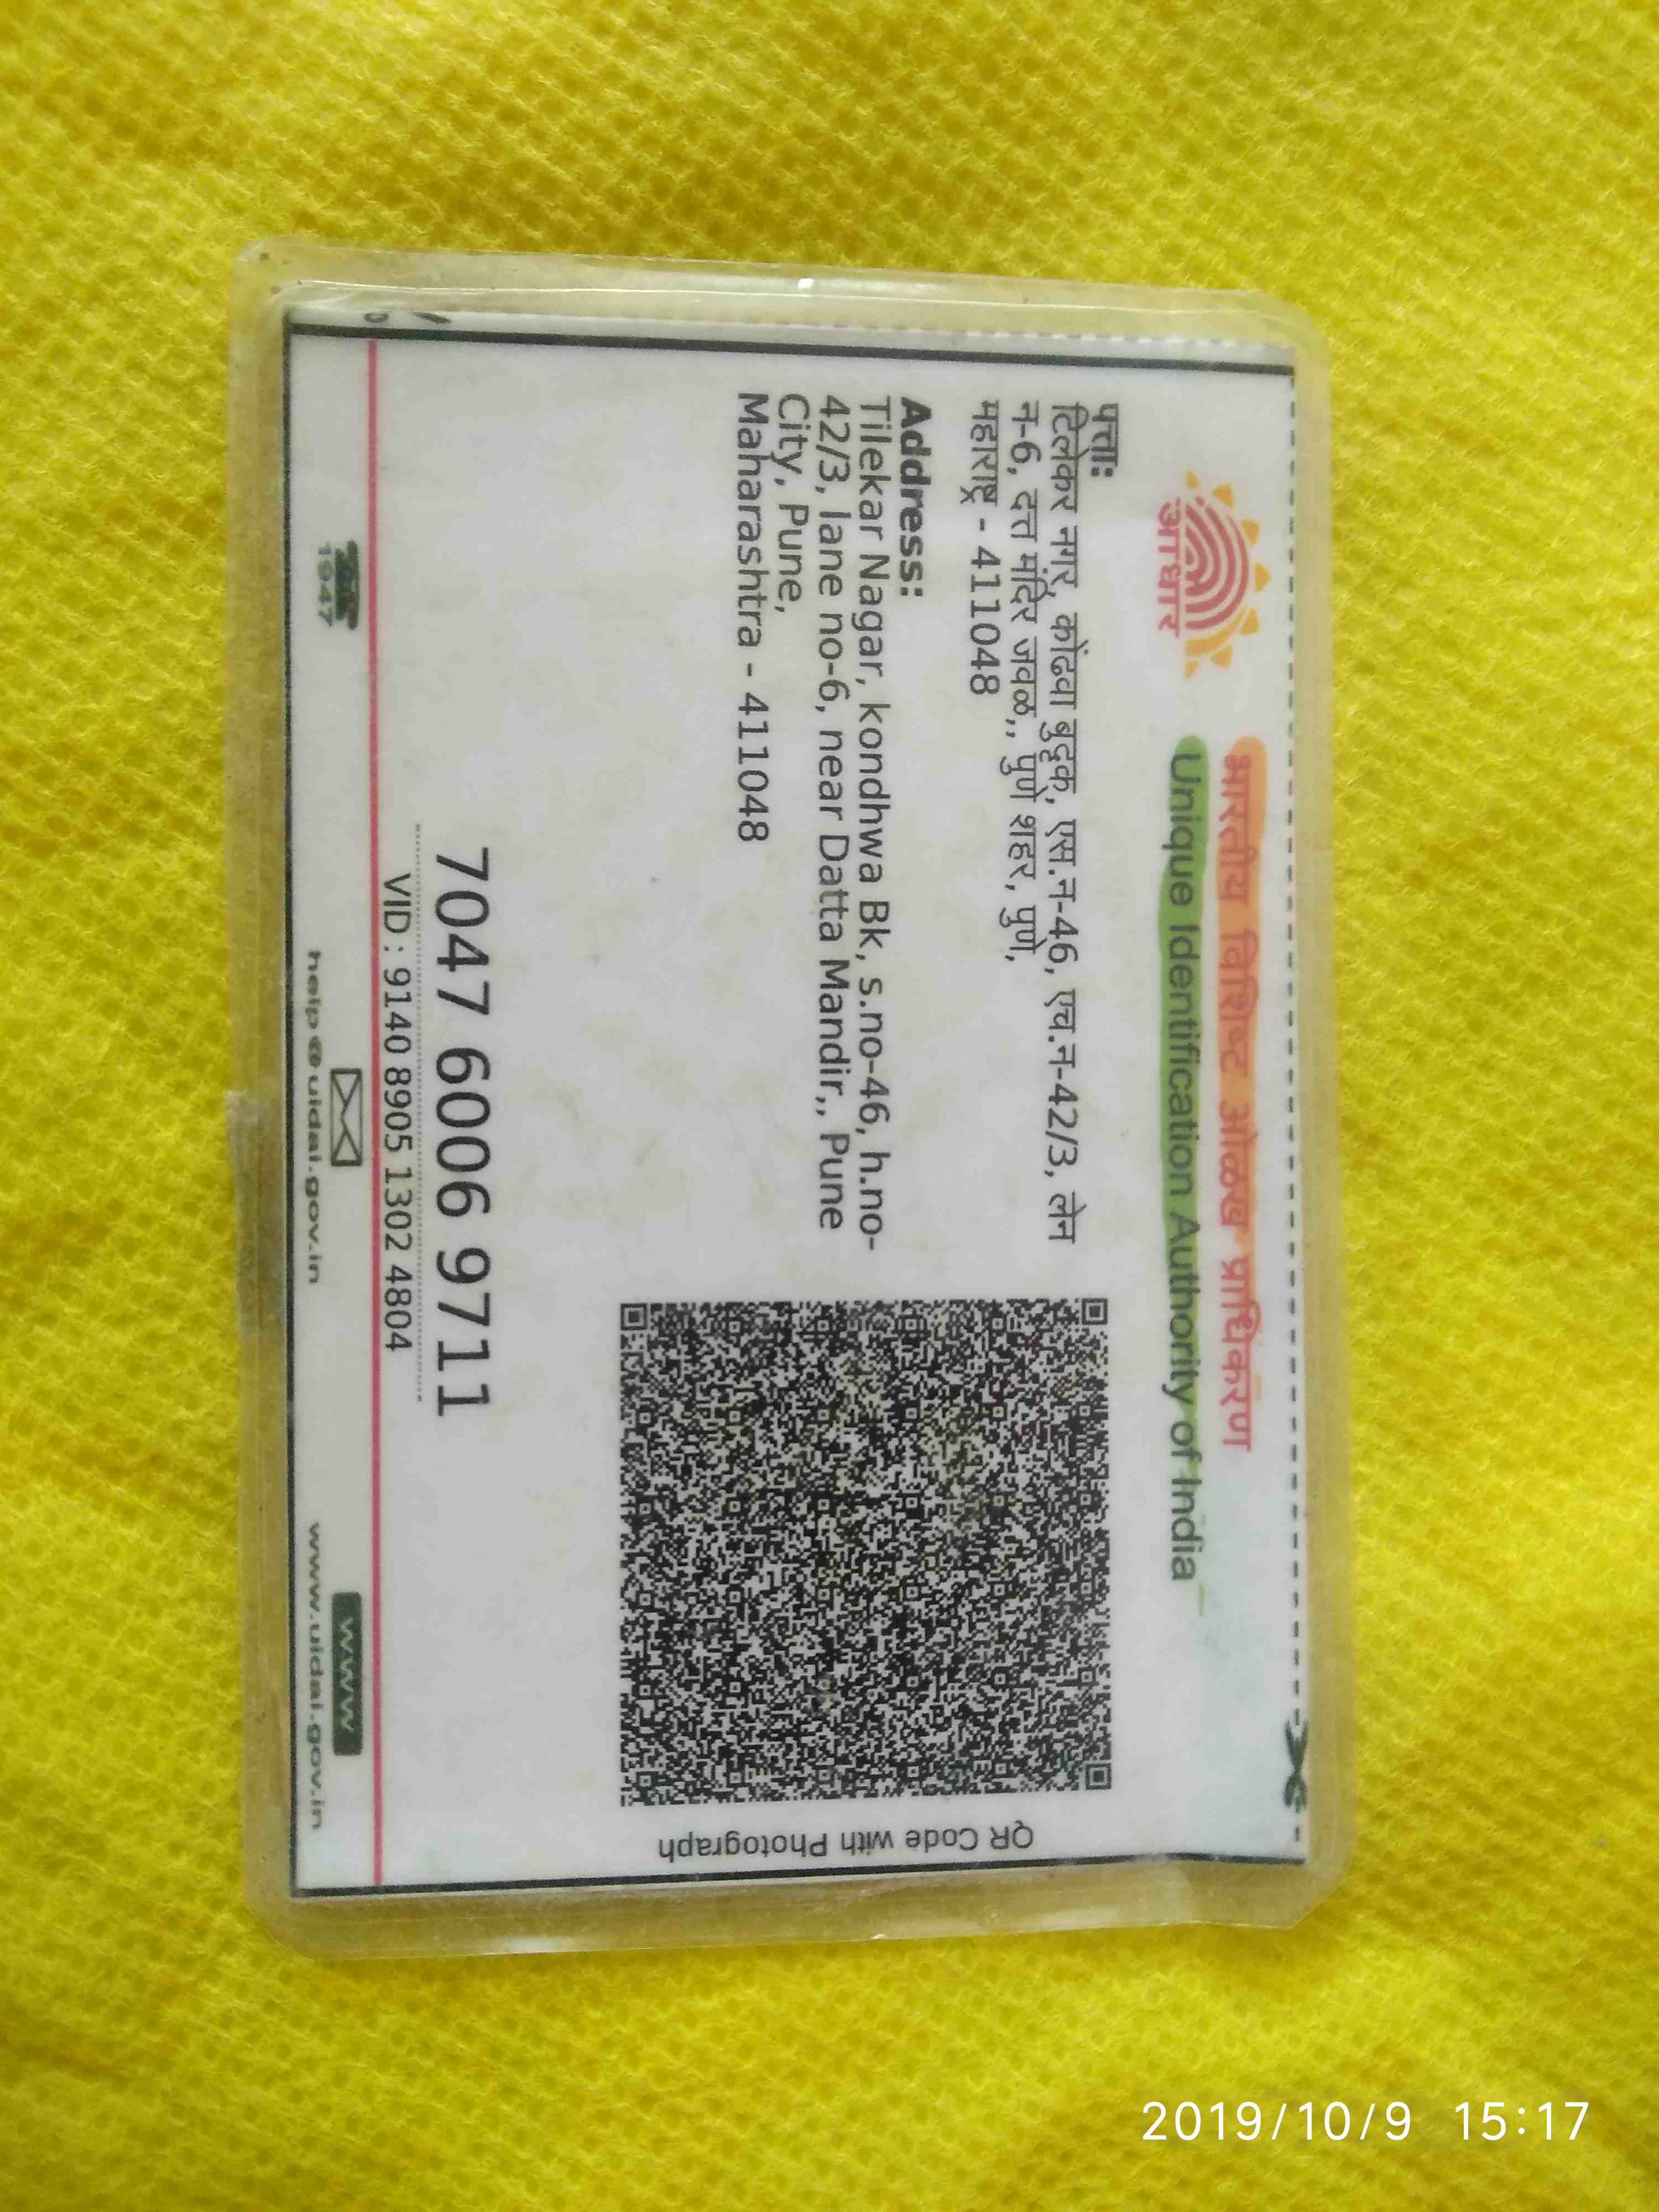 भारतीय विशिष्ट ओळख प्राधिकरण
Unique Identification Authority of India
आधार
पत्ता:
टिलेकर नगर, कोंढवा बुद्रूक, एस.न-46, एच.न-42/3, लेन
न-6, दत्त मंदिर जवळ,, पुणे शहर, पुणे,
महाराष्ट्र - 411048
Address:
Tilekar Nagar, kondhwa Bk, s.no-46, h.no-
42/3, lane no-6, near Datta Mandir,, Pune
City, Pune,
Maharashtra - 411048
QR Code with Photograph
7047 6006 9711
VID : 9140 8905 1302 4804
1947
help@uidai.gov.in
www
www.uidai.gov.in
2019/10/9 15:17